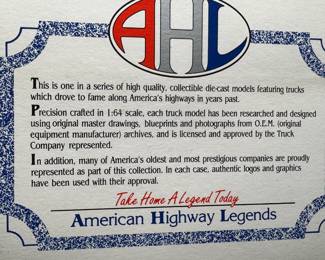 AHL
This is one in a series of high quality, collectible die-cast models featuring trucks
which drove to fame along America's highways in years past.
Precision crafted in 1:64 scale, each truck model has been researched and designed
using original master drawings, blueprints and photographs from O.E.M. (original
equipment manufacturer) archives, and is licensed and approved by the Truck
Company represented.
In addition, many of America's oldest and most prestigious companies are proudly
represented as part of this collection. In each case, authentic logos and graphics
have been used with their approval.
Take Home A Legend Today
American Highway Legends